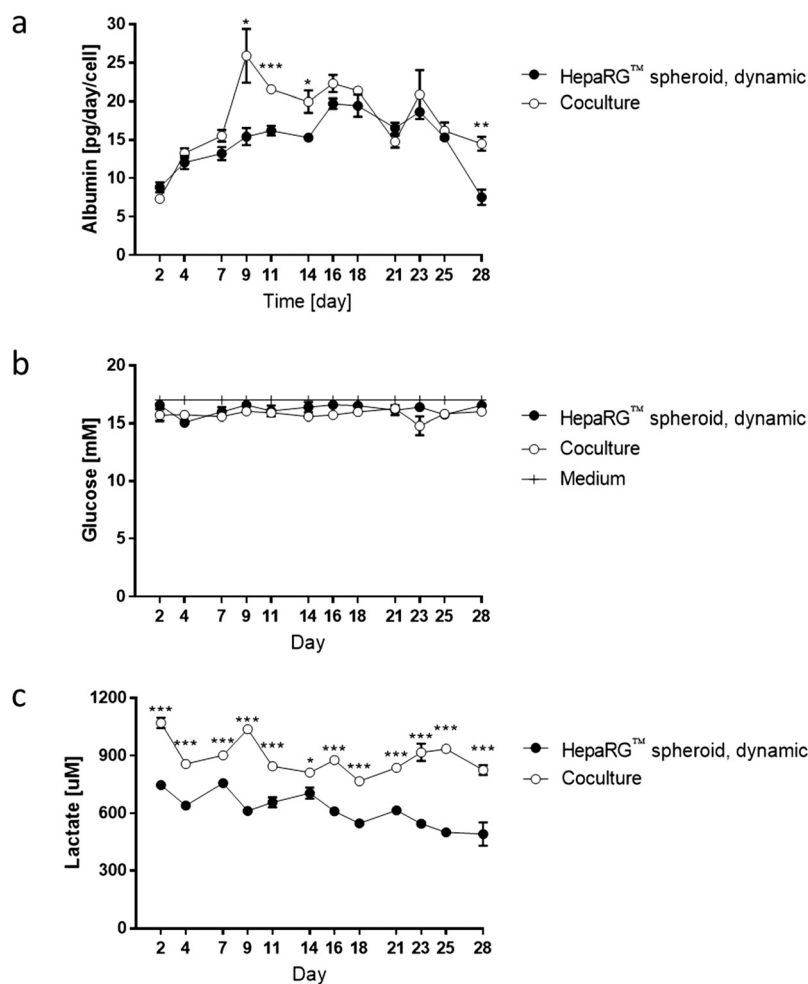 a
30
*
***
*
**
25
20
15
10
5
0
Albumin [pg/day/cell]
2 4 7 9 11 14 16 18 21 23 25 28
Time [day]
HepaRG™ spheroid, dynamic
Coculture
b
20
15
10
5
0
Glucose [mM]
2 4 7 9 11 14 16 18 21 23 25 28
Day
HepaRG™ spheroid, dynamic
Coculture
Medium
c
1200
900
600
300
0
*** *** *** *** *** * *** *** *** *** *** ***
Lactate [uM]
2 4 7 9 11 14 16 18 21 23 25 28
Day
HepaRG™ spheroid, dynamic
Coculture